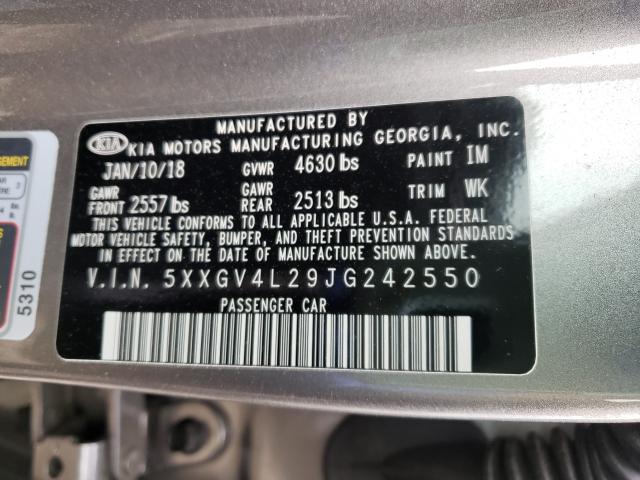 MANUFACTURED BY
KIA KIA MOTORS MANUFACTURING GEORGIA, INC.
JAN/10/18 GVWR 4630 lbs PAINT IM
GAWR FRONT 2557 lbs GAWR REAR 2513 lbs TRIM WK
THIS VEHICLE CONFORMS TO ALL APPLICABLE U.S.A. FEDERAL
MOTOR VEHICLE SAFETY, BUMPER, AND THEFT PREVENTION STANDARDS
IN EFFECT ON THE DATE OF MANUFACTURE SHOWN ABOVE.
V.I.N. 5XXGV4L29JG242550
PASSENGER CAR
5310